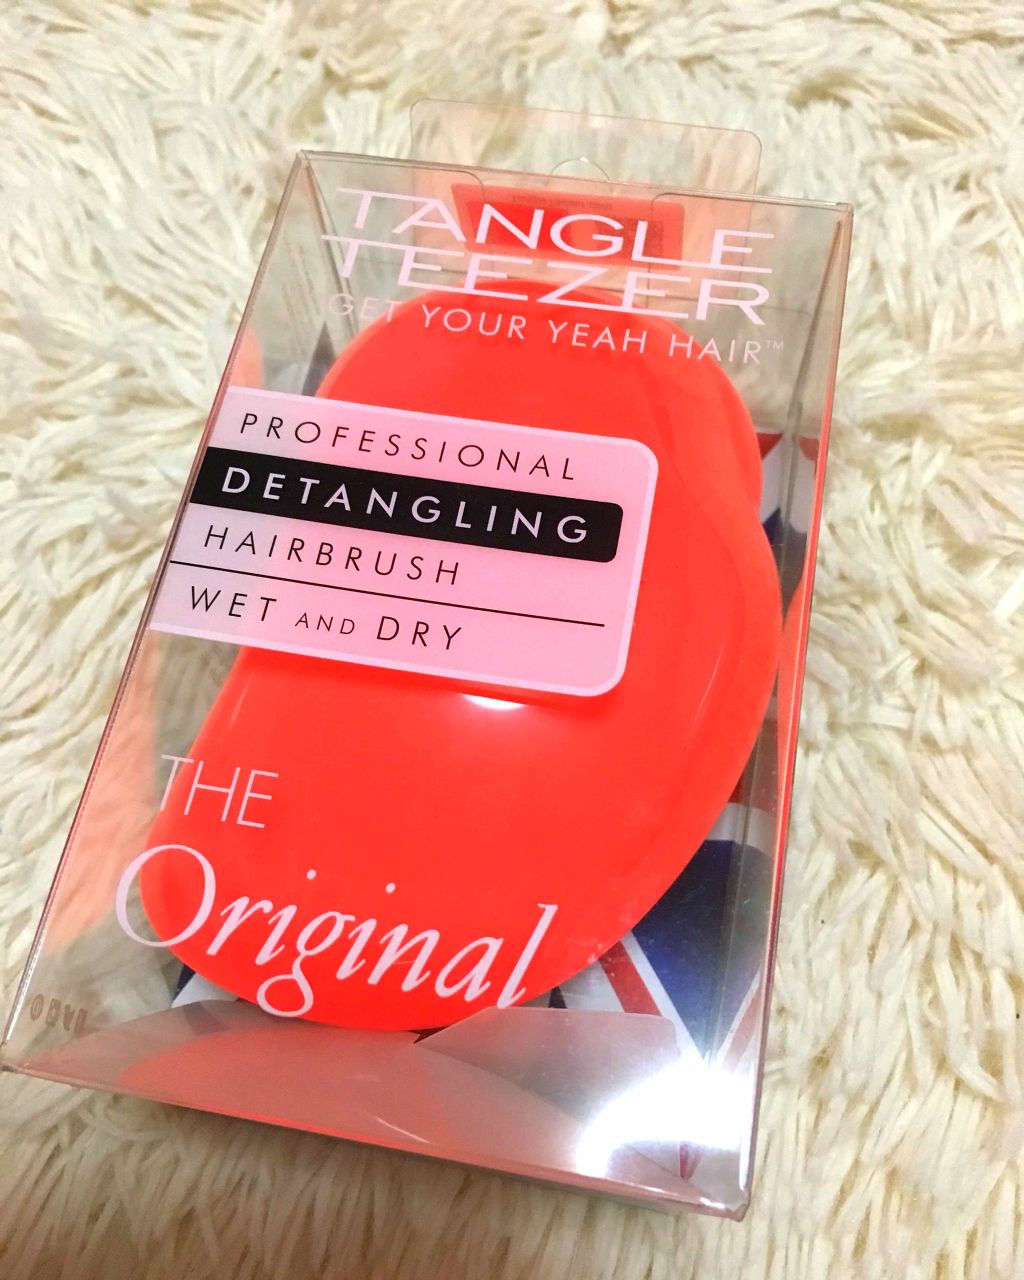 TANGLE
TEEZER
GET YOUR YEAH HAIR™
PROFESSIONAL
DETANGLING
HAIRBRUSH
WET AND DRY
THE
Original